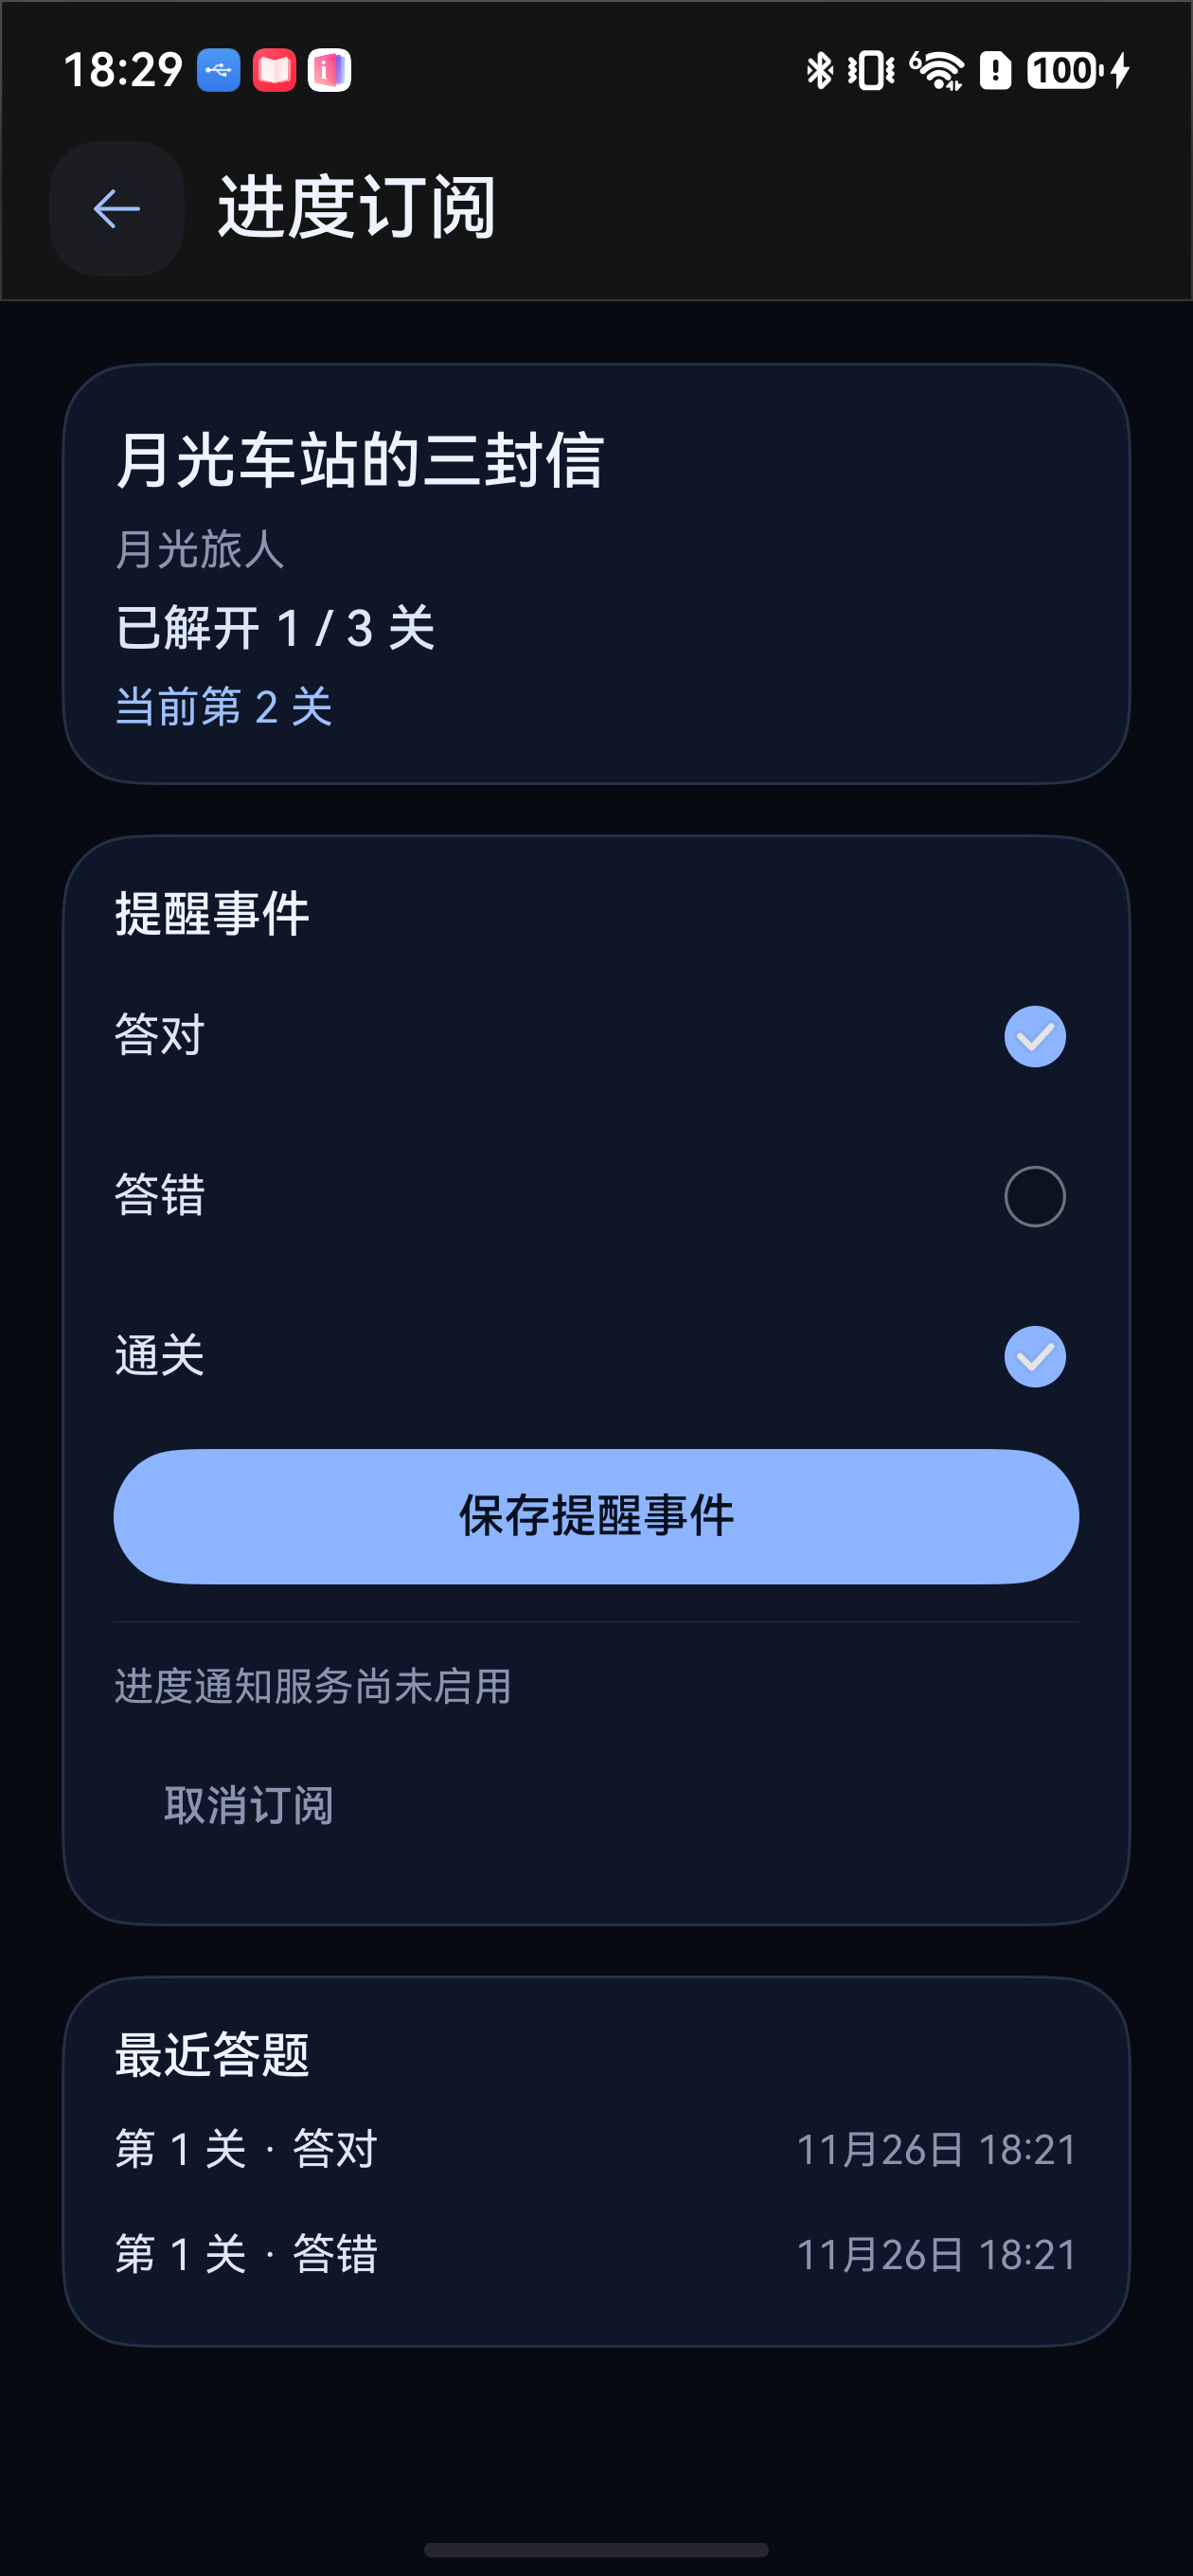 18:29
6
100
进度订阅
月光车站的三封信
月光旅人
已解开 1 / 3 关
当前第 2 关
提醒事件
答对
答错
通关
保存提醒事件
进度通知服务尚未启用
取消订阅
最近答题
第 1 关 · 答对 11月26日 18:21
第 1 关 · 答错 11月26日 18:21